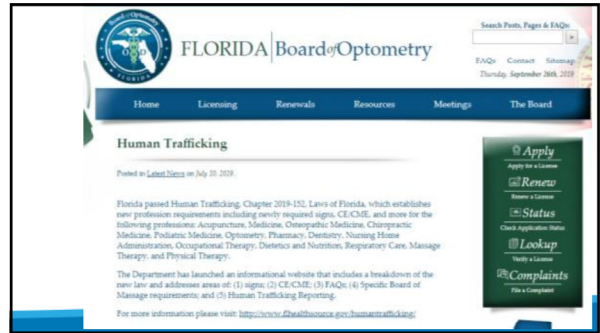 Board of Optometry
O D
FLORIDA
FLORIDA Board of Optometry
Search Posts, Pages & FAQs:
FAQs Contact Sitemap
Thursday, September 26th, 2019
Home Licensing Renewals Resources Meetings The Board
Human Trafficking
Posted in Latest News on July 10, 2019.
Florida passed Human Trafficking, Chapter 2019-152, Laws of Florida, which establishes
new profession requirements including newly required signs, CE/CME, and more for the
following professions: Acupuncture, Medicine, Osteopathic Medicine, Chiropractic
Medicine, Podiatric Medicine, Optometry, Pharmacy, Dentistry, Nursing Home
Administration, Occupational Therapy, Dietetics and Nutrition, Respiratory Care, Massage
Therapy, and Physical Therapy.
The Department has launched an informational website that includes a breakdown of the
new law and addresses areas of: (1) signs; (2) CE/CME; (3) FAQs; (4) Specific Board of
Massage requirements; and (5) Human Trafficking Reporting.
For more information please visit: http://www.flhealthsource.gov/humantrafficking/
Apply
Apply for a License
Renew
Renew a License
Status
Check Application Status
Lookup
Verify a License
Complaints
File a Complaint